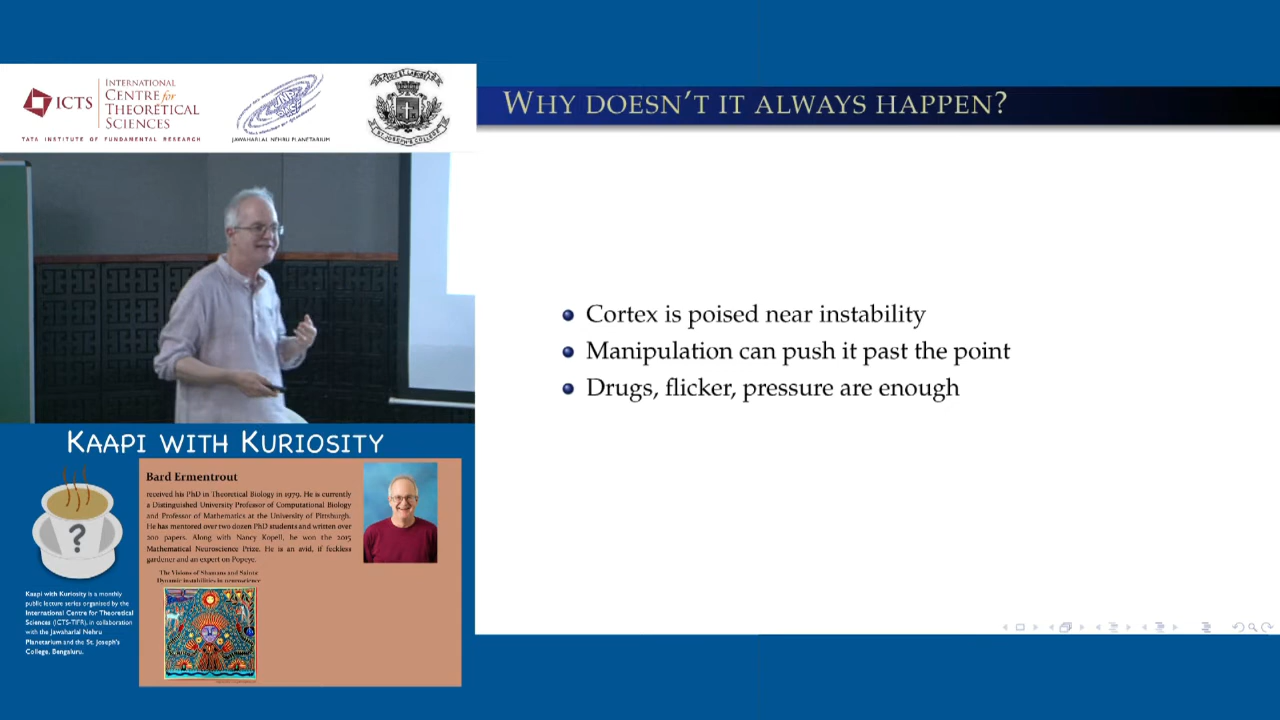 ICTS
INTERNATIONAL
CENTRE for
THEORETICAL
SCIENCES
TATA INSTITUTE OF FUNDAMENTAL RESEARCH
JAWAHARLAL NEHRU PLANETARIUM
WHY DOESN'T IT ALWAYS HAPPEN?
Cortex is poised near instability
Manipulation can push it past the point
Drugs, flicker, pressure are enough
KAAPI WITH KURIOSITY
?
Bard Ermentrout
received his PhD in Theoretical Biology in 1979. He is currently
a Distinguished University Professor of Computational Biology
and Professor of Mathematics at the University of Pittsburgh.
He has mentored over two dozen PhD students and written over
200 papers. Along with Nancy Kopell, he won the 2015
Mathematical Neuroscience Prize. He is an avid, if feckless
gardener and an expert on Popeye.
The Visions of Shamans and Saints:
Dynamic instabilities in neuroscience
Kaapi with Kuriosity is a monthly
public lecture series organised by the
International Centre for Theoretical
Sciences (ICTS-TIFR), in collaboration
with the Jawaharlal Nehru
Planetarium and the St. Joseph's
College, Bengaluru.